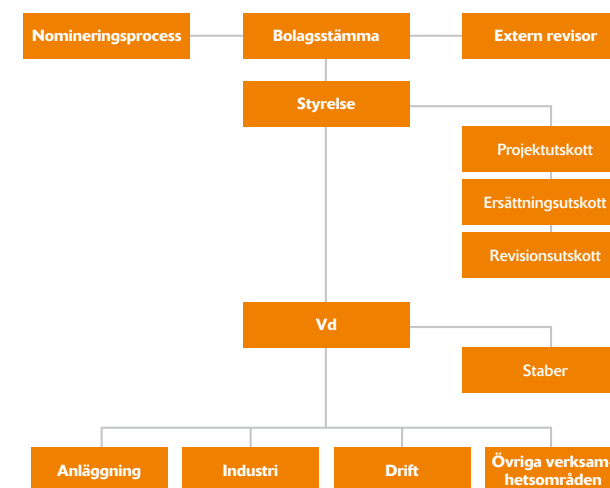 Nomineringsprocess
Bolagsstämma
Extern revisor
Styrelse
Projektutskott
Ersättningsutskott
Revisionsutskott
Vd
Staber
Anläggning
Industri
Drift
Övriga verksam-
hetsområden